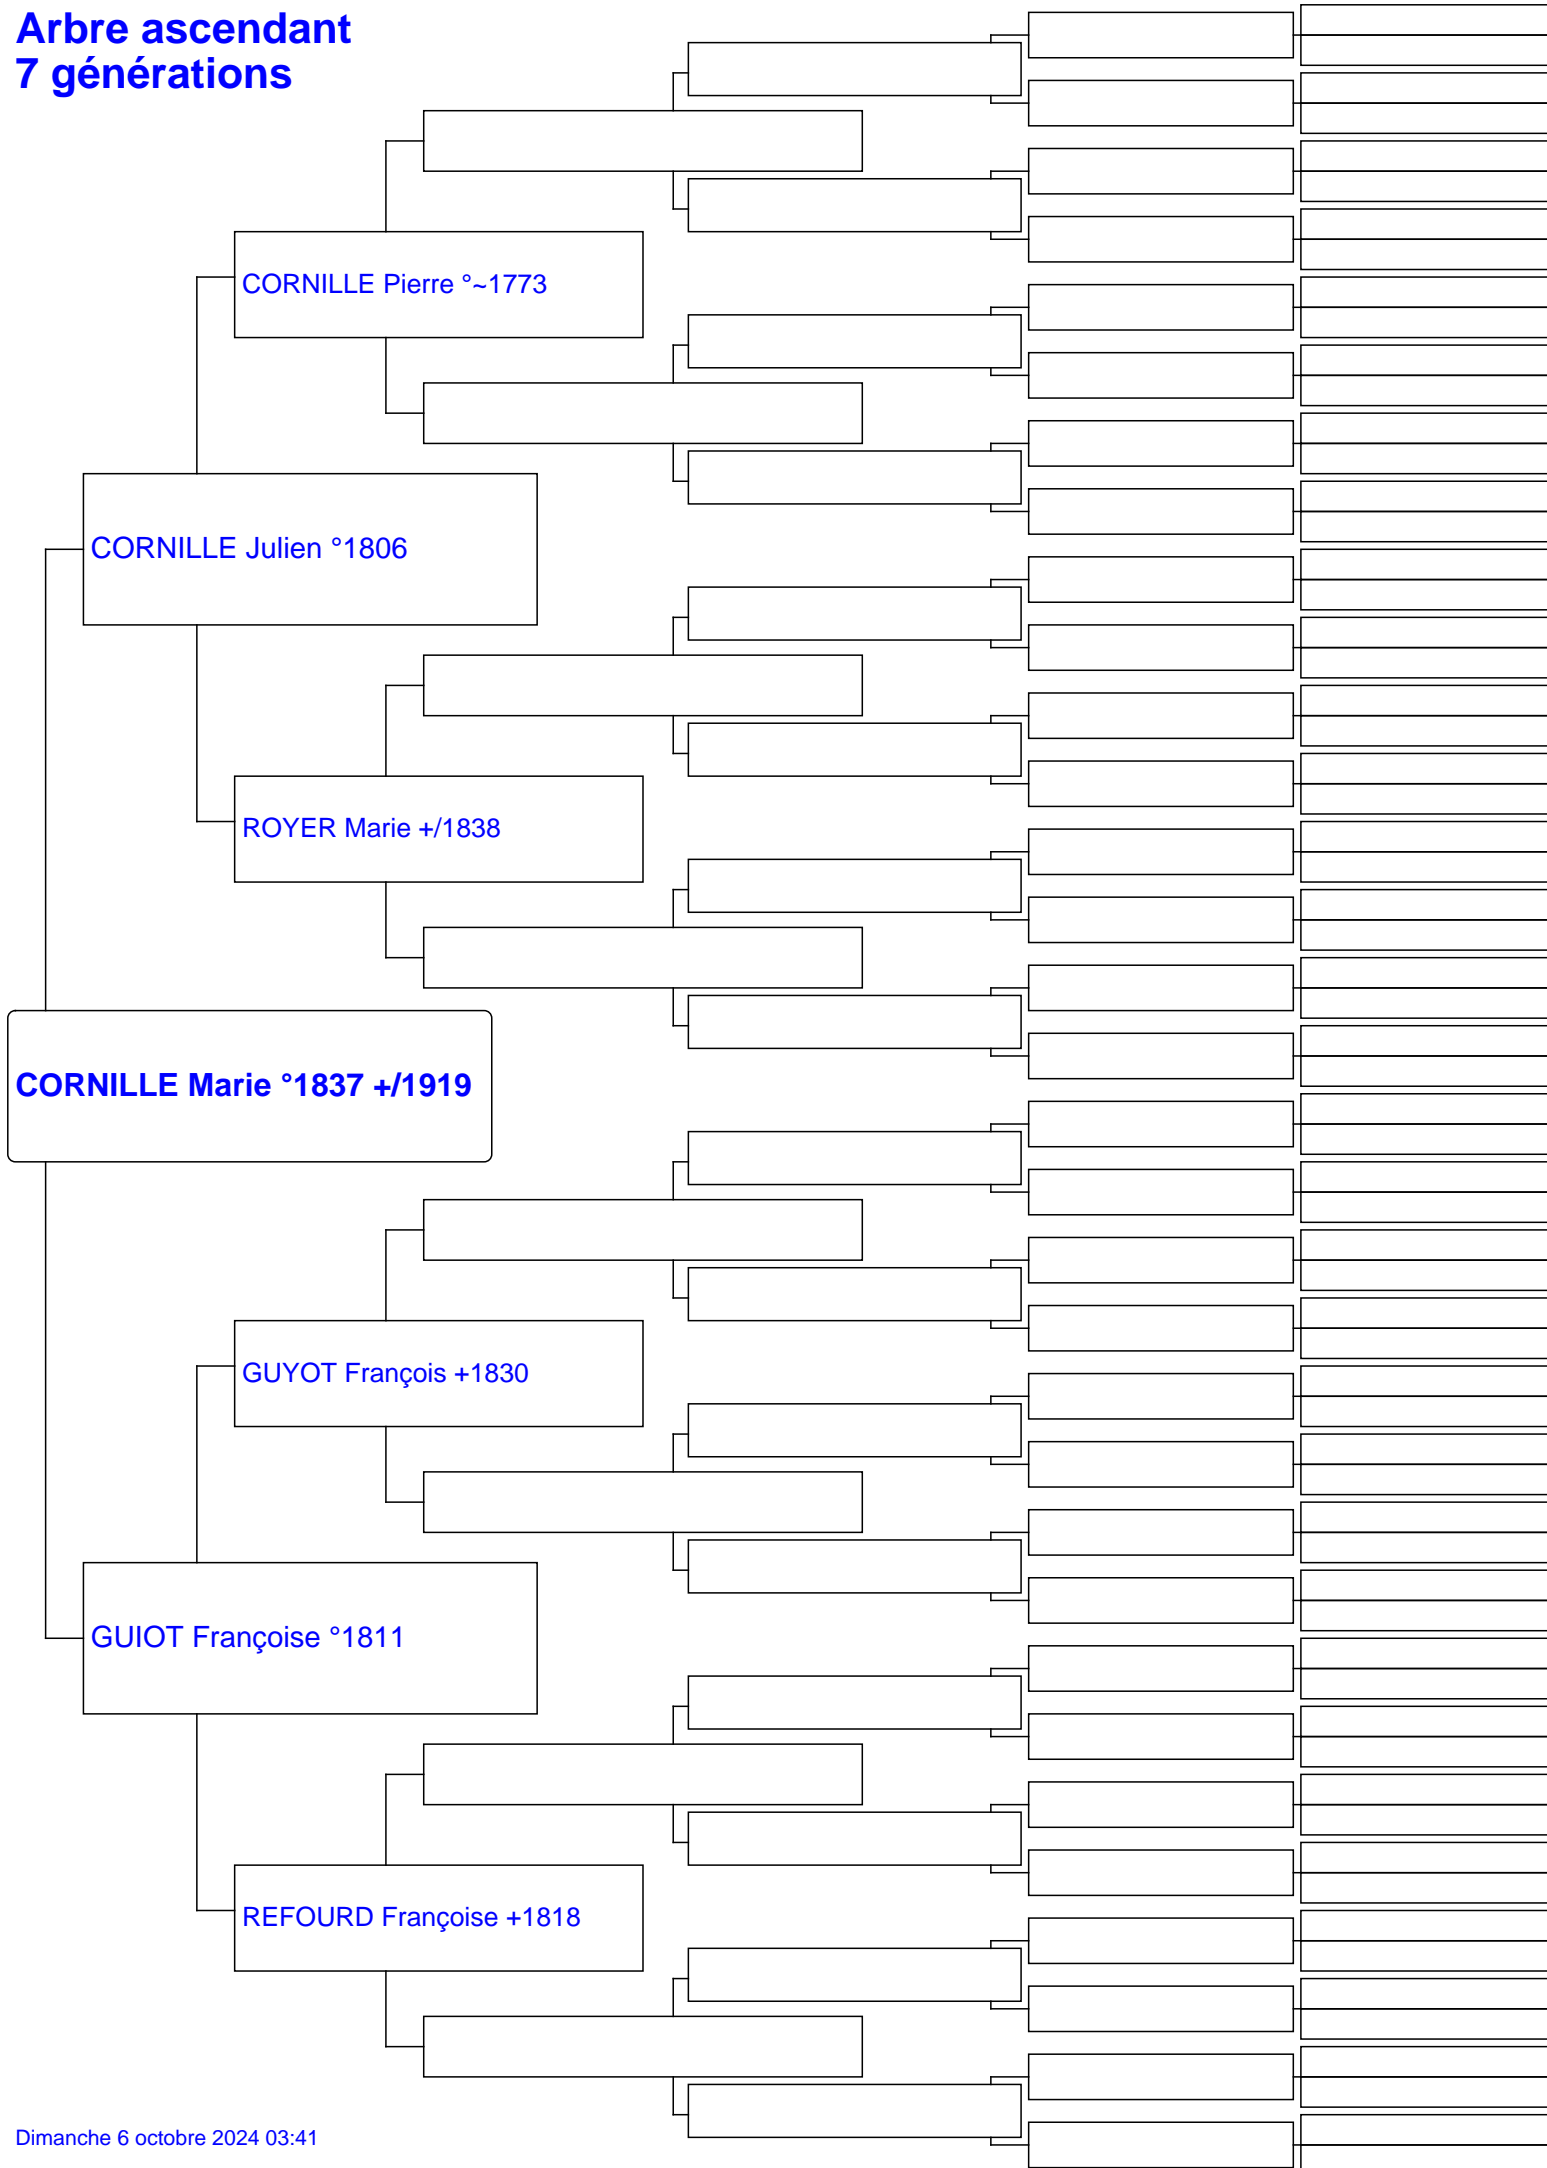 Arbre ascendant
7 générations
CORNILLE Pierre °~1773
CORNILLE Julien °1806
ROYER Marie +/1838
CORNILLE Marie °1837 +/1919
GUYOT François +1830
GUIOT Françoise °1811
REFOURD Françoise +1818
Dimanche 6 octobre 2024 03:41